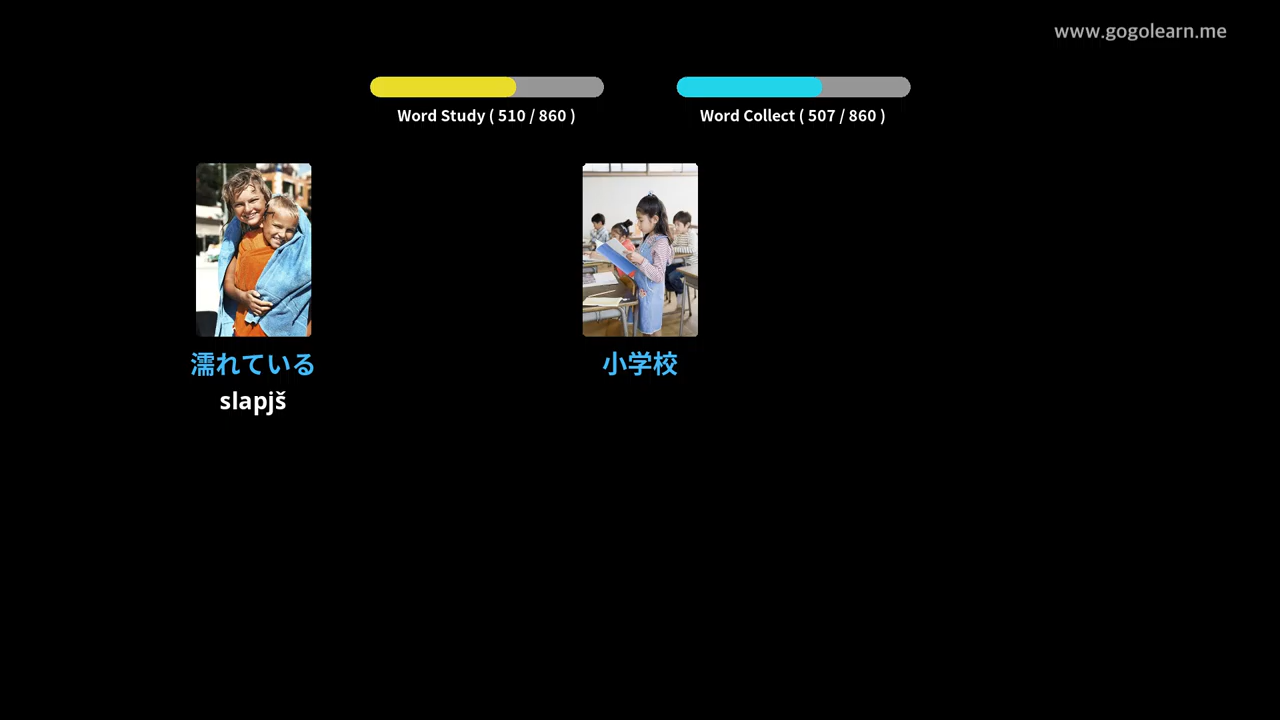 www.gogolearn.me
Word Study ( 510 / 860 )
Word Collect ( 507 / 860 )
濡れている
小学校
slapjš